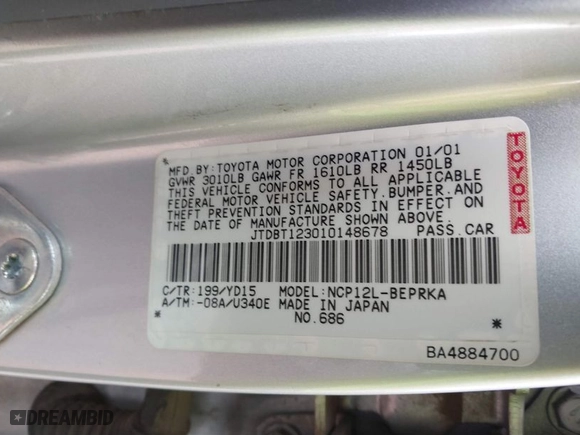 MFD.BY:TOYOTA MOTOR CORPORATION 01/01
GVWR 3010LB GAWR FR 1610LB RR 1450LB
THIS VEHICLE CONFORMS TO ALL APPLICABLE
FEDERAL MOTOR VEHICLE SAFETY,BUMPER,AND
THEFT PREVENTION STANDARDS IN EFFECT ON
THE DATE OF MANUFACTURE SHOWN ABOVE.
JTDBT123010148678 PASS.CAR
TOYOTA
C/TR:199/YD15 MODEL:NCP12L-BEPRKA
A/TM:-08A/U340E MADE IN JAPAN
* NO.686 *
BA4884700
DREAMBID